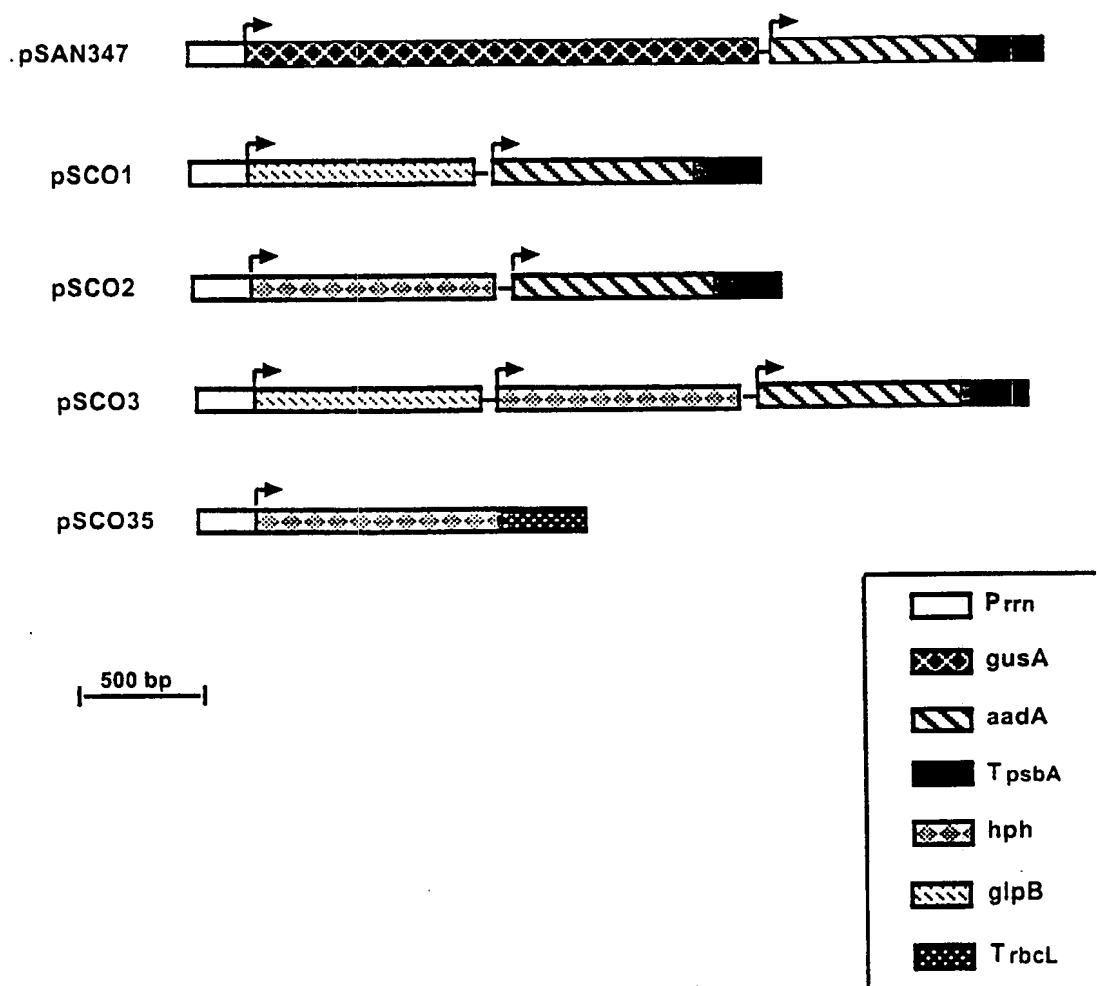 .pSAN347
pSCO1
pSCO2
pSCO3
pSCO35
500 bp
Prrn
gusA
aadA
TpsbA
hph
glpB
TrbcL